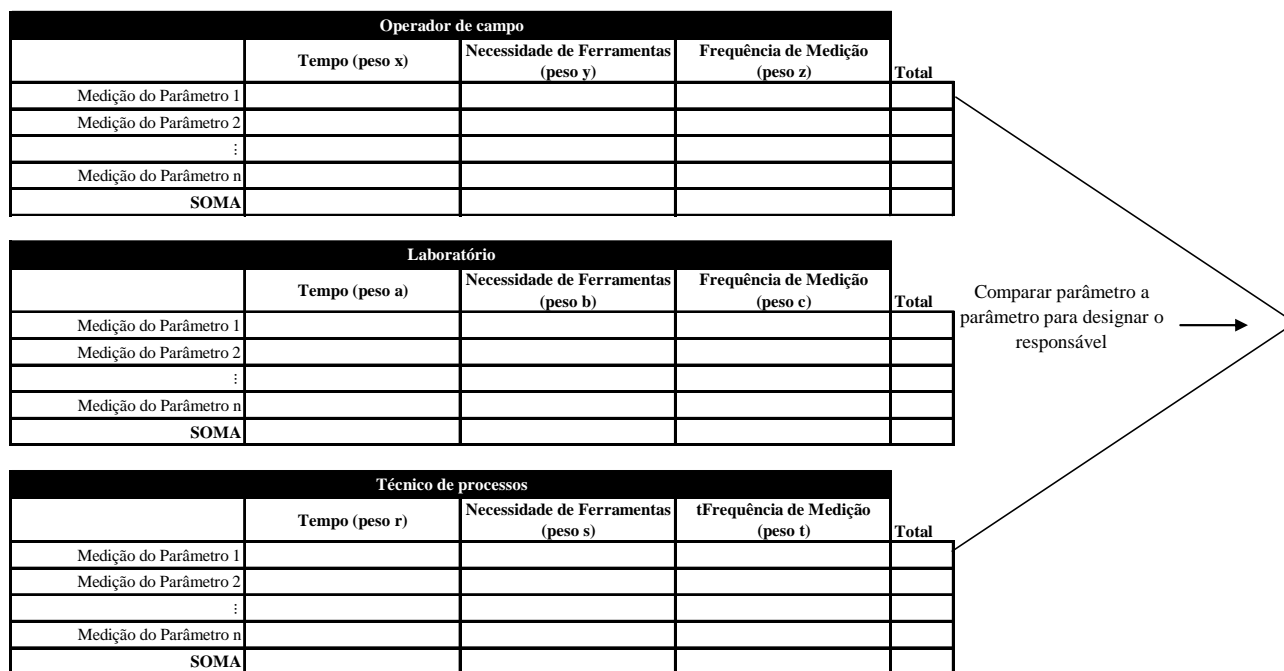 Operador de campo
Tempo (peso x)
Necessidade de Ferramentas
(peso y)
Frequência de Medição
(peso z)
Total
Medição do Parâmetro 1
Medição do Parâmetro 2
⋮
Medição do Parâmetro n
SOMA
Laboratório
Tempo (peso a)
Necessidade de Ferramentas
(peso b)
Frequência de Medição
(peso c)
Total
Medição do Parâmetro 1
Medição do Parâmetro 2
⋮
Medição do Parâmetro n
SOMA
Comparar parâmetro a
parâmetro para designar o
responsável
Técnico de processos
Tempo (peso r)
Necessidade de Ferramentas
(peso s)
tFrequência de Medição
(peso t)
Total
Medição do Parâmetro 1
Medição do Parâmetro 2
⋮
Medição do Parâmetro n
SOMA